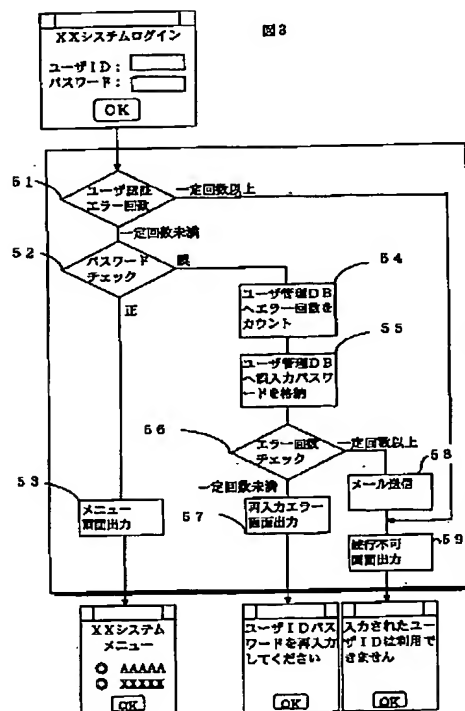 図3
XXシステムログイン
ユーザID:
パスワード:
OK
51
ユーザ認証
エラー回数
一定回数以上
一定回数未満
52
パスワード
チェック
誤
正
54
ユーザ管理DB
へエラー回数を
カウント
55
ユーザ管理DB
へ誤入力パスワ
ードを格納
56
エラー回数
チェック
一定回数以上
一定回数未満
58
メール送信
53
メニュー
画面出力
57
再入力エラー
画面出力
59
続行不可
画面出力
XXシステム
メニュー
○ AAAAA
○ XXXXX
OK
ユーザIDパス
ワードを再入力
してください
OK
入力されたユー
ザIDは利用で
きません
OK